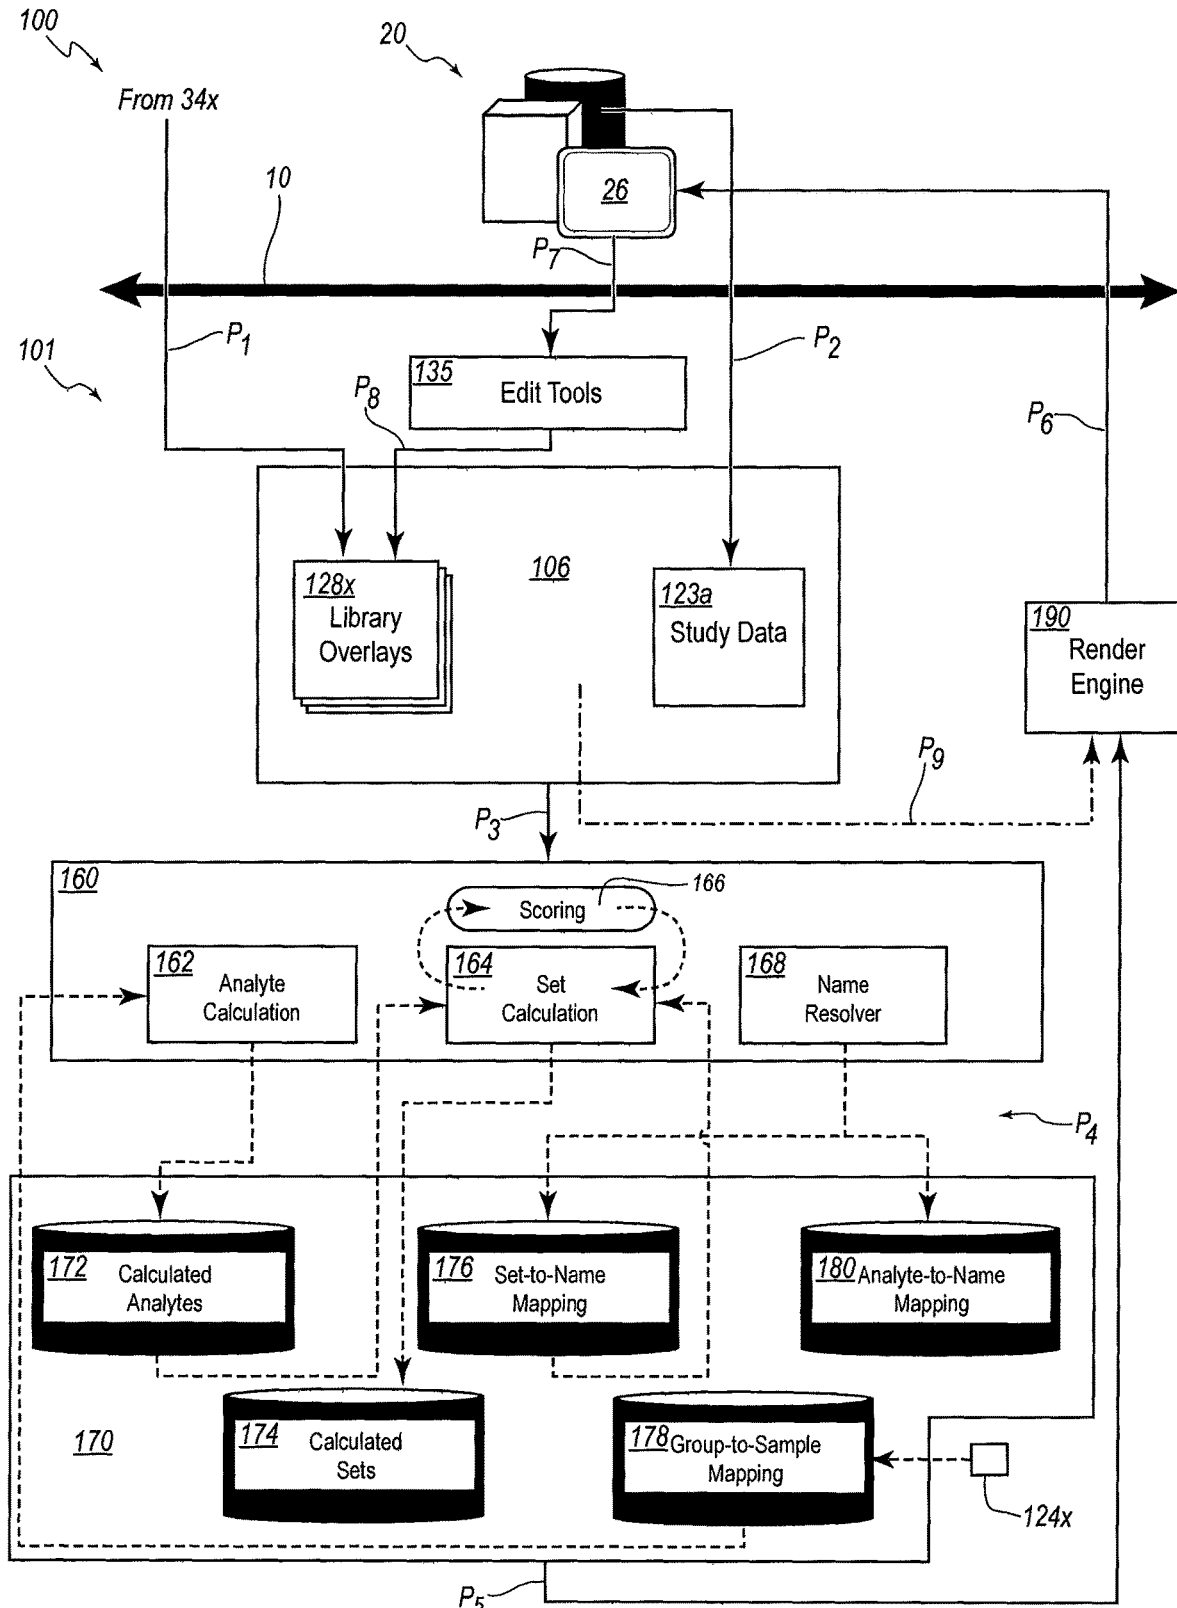 100
20
From 34x
10
26
P7
P1
P2
101
135
Edit Tools
P8
P6
106
128x
Library
Overlays
123a
Study Data
190
Render
Engine
P9
P3
160
166
Scoring
162
Analyte
Calculation
164
Set
Calculation
168
Name
Resolver
P4
172
Calculated
Analytes
176
Set-to-Name
Mapping
180
Analyte-to-Name
Mapping
170
174
Calculated
Sets
178
Group-to-Sample
Mapping
124x
P5